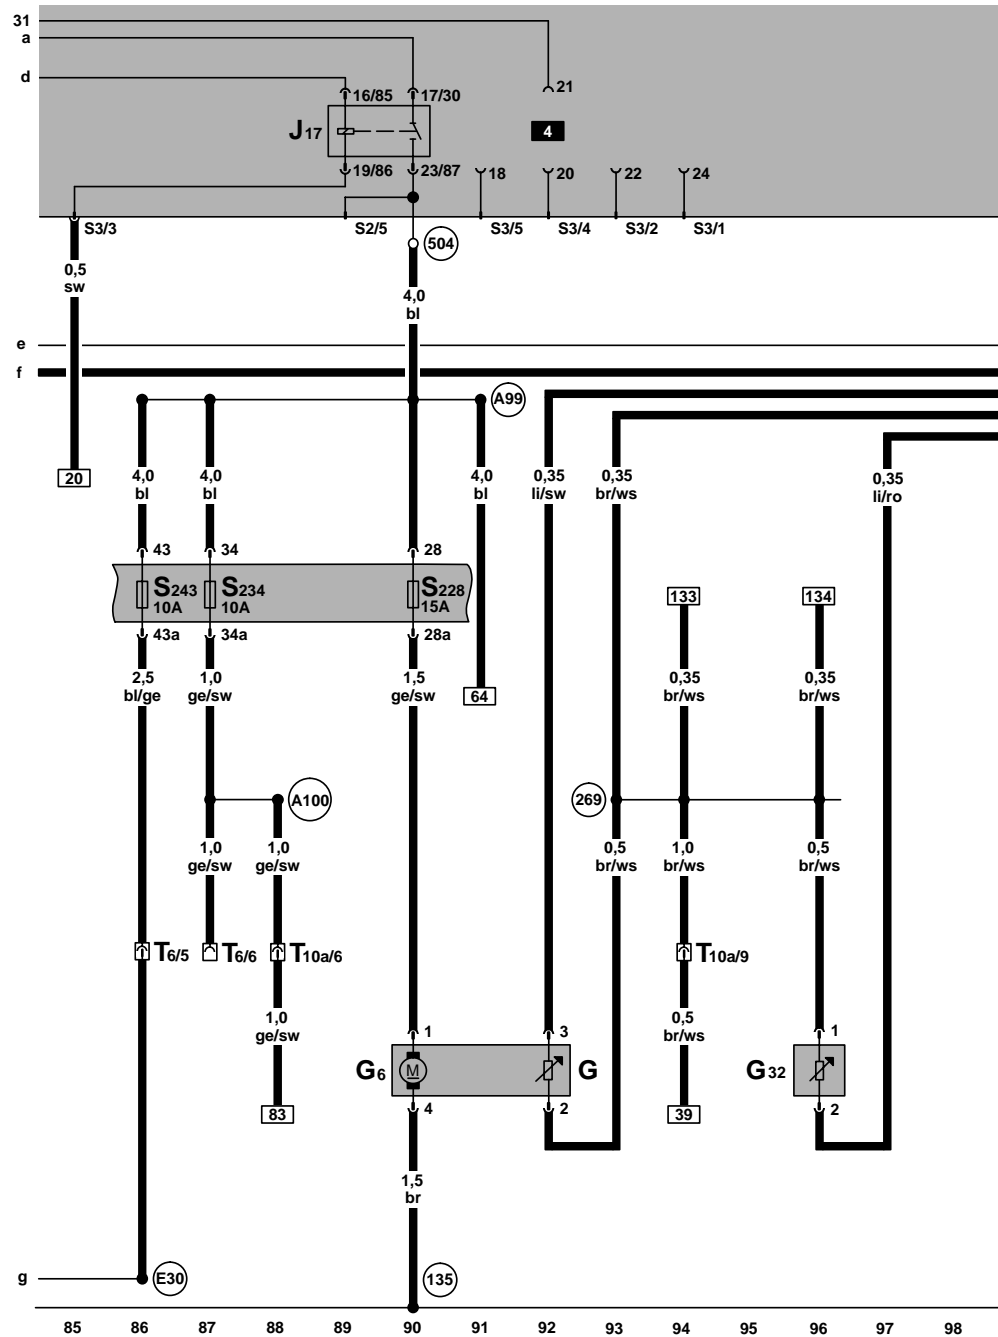 31
a
d
16/85 17/30 21
J17
4
19/86 23/87 18 20 22 24
S3/3 S2/5 S3/5 S3/4 S3/2 S3/1
504
0,5
sw
4,0
bl
e
f
A99
20
4,0 4,0 4,0 0,35 0,35 0,35
bl bl bl li/sw br/ws li/ro
43 34 28
S243 S234 S228
10A 10A 15A
133 134
43a 34a 28a
2,5 1,0 1,5 0,35 0,35
bl/ge ge/sw ge/sw br/ws br/ws
64
A100 269
1,0 1,0 0,5 1,0 0,5
ge/sw ge/sw br/ws br/ws br/ws
T6/5 T6/6 T10a/6 T10a/9
1,0 0,5
ge/sw br/ws
1 3 1
G6 M G G32
83 4 2 39 2
1,5
br
g E30 135
85 86 87 88 89 90 91 92 93 94 95 96 97 98